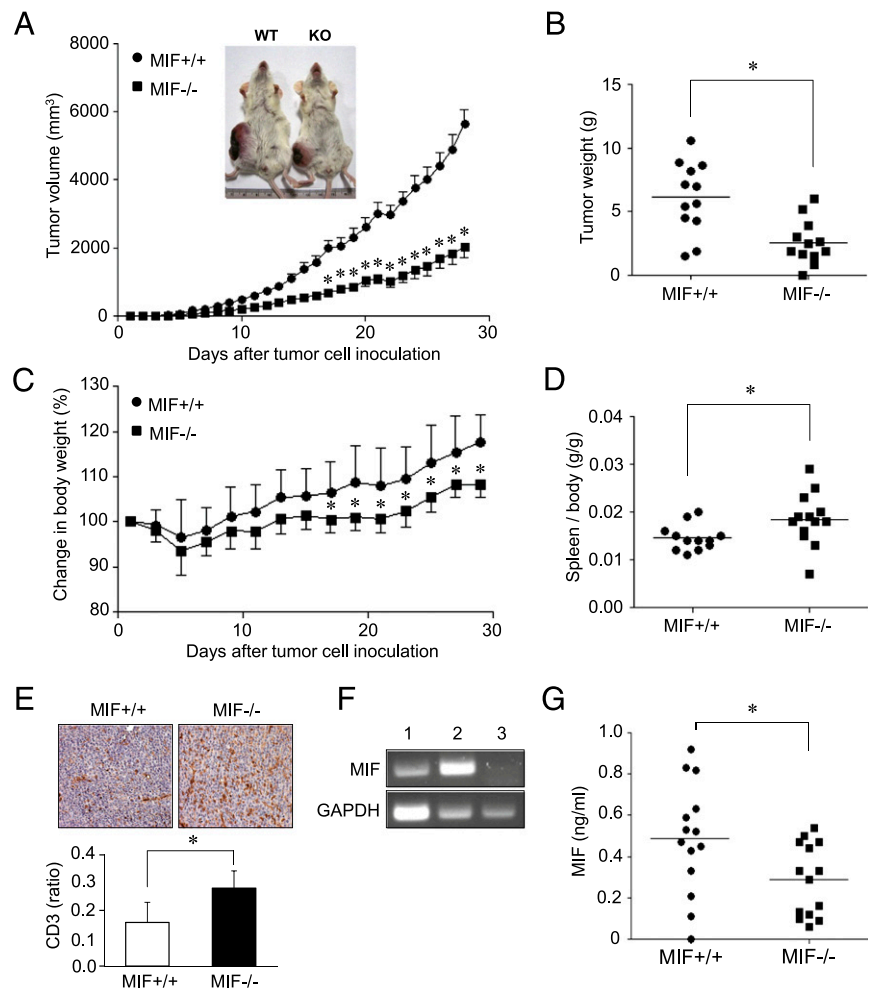 A
8000
6000
4000
2000
0
Tumor volume (mm³)
MIF+/+
MIF-/-
WT KO
* * * * * * * * * * * *
0 10 20 30
Days after tumor cell inoculation
B
*
15
10
5
0
Tumor weight (g)
MIF+/+ MIF-/-
C
130
120
110
100
90
80
Change in body weight (%)
MIF+/+
MIF-/-
* * * * * * *
0 10 20 30
Days after tumor cell inoculation
D
*
0.04
0.03
0.02
0.01
0.00
Spleen / body (g/g)
MIF+/+ MIF-/-
E
MIF+/+ MIF-/-
*
0.4
0.3
0.2
0.1
0.0
CD3 (ratio)
MIF+/+ MIF-/-
F
1 2 3
MIF
GAPDH
G
*
1.0
0.8
0.6
0.4
0.2
0
MIF (ng/ml)
MIF+/+ MIF-/-